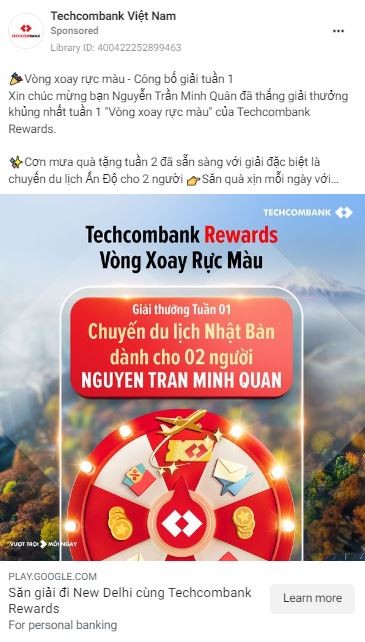 Techcombank Việt Nam
Sponsored
Library ID: 400422252899463
Vòng xoay rực màu - Công bố giải tuần 1
Xin chúc mừng bạn Nguyễn Trần Minh Quân đã thắng giải thưởng
khủng nhất tuần 1 "Vòng xoay rực màu" của Techcombank
Rewards.
Cơn mưa quà tặng tuần 2 đã sẵn sàng với giải đặc biệt là
chuyến du lịch Ấn Độ cho 2 người 👉Săn quà xịn mỗi ngày với...
TECHCOMBANK
Techcombank Rewards
Vòng Xoay Rực Màu
Giải thưởng Tuần 01
Chuyến du lịch Nhật Bản
dành cho 02 người
NGUYEN TRAN MINH QUAN
VƯỢT TRỘI MỖI NGÀY
PLAY.GOOGLE.COM
Săn giải đi New Delhi cùng Techcombank
Rewards
For personal banking
Learn more